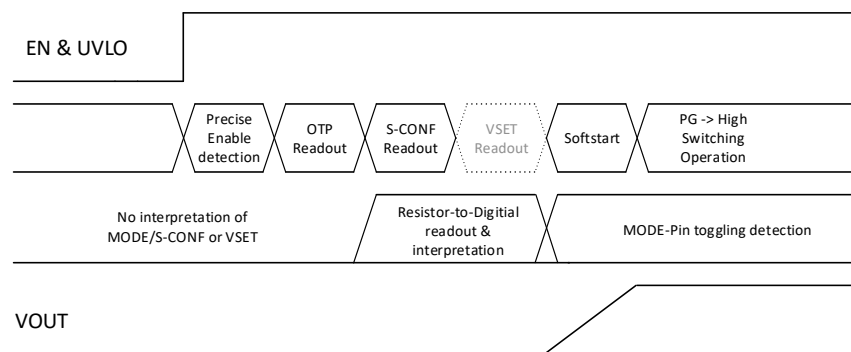 EN & UVLO
Precise
Enable
detection
OTP
Readout
S-CONF
Readout
VSET
Readout
Softstart
PG -> High
Switching
Operation
No interpretation of
MODE/S-CONF or VSET
Resistor-to-Digitial
readout &
interpretation
MODE-Pin toggling detection
VOUT